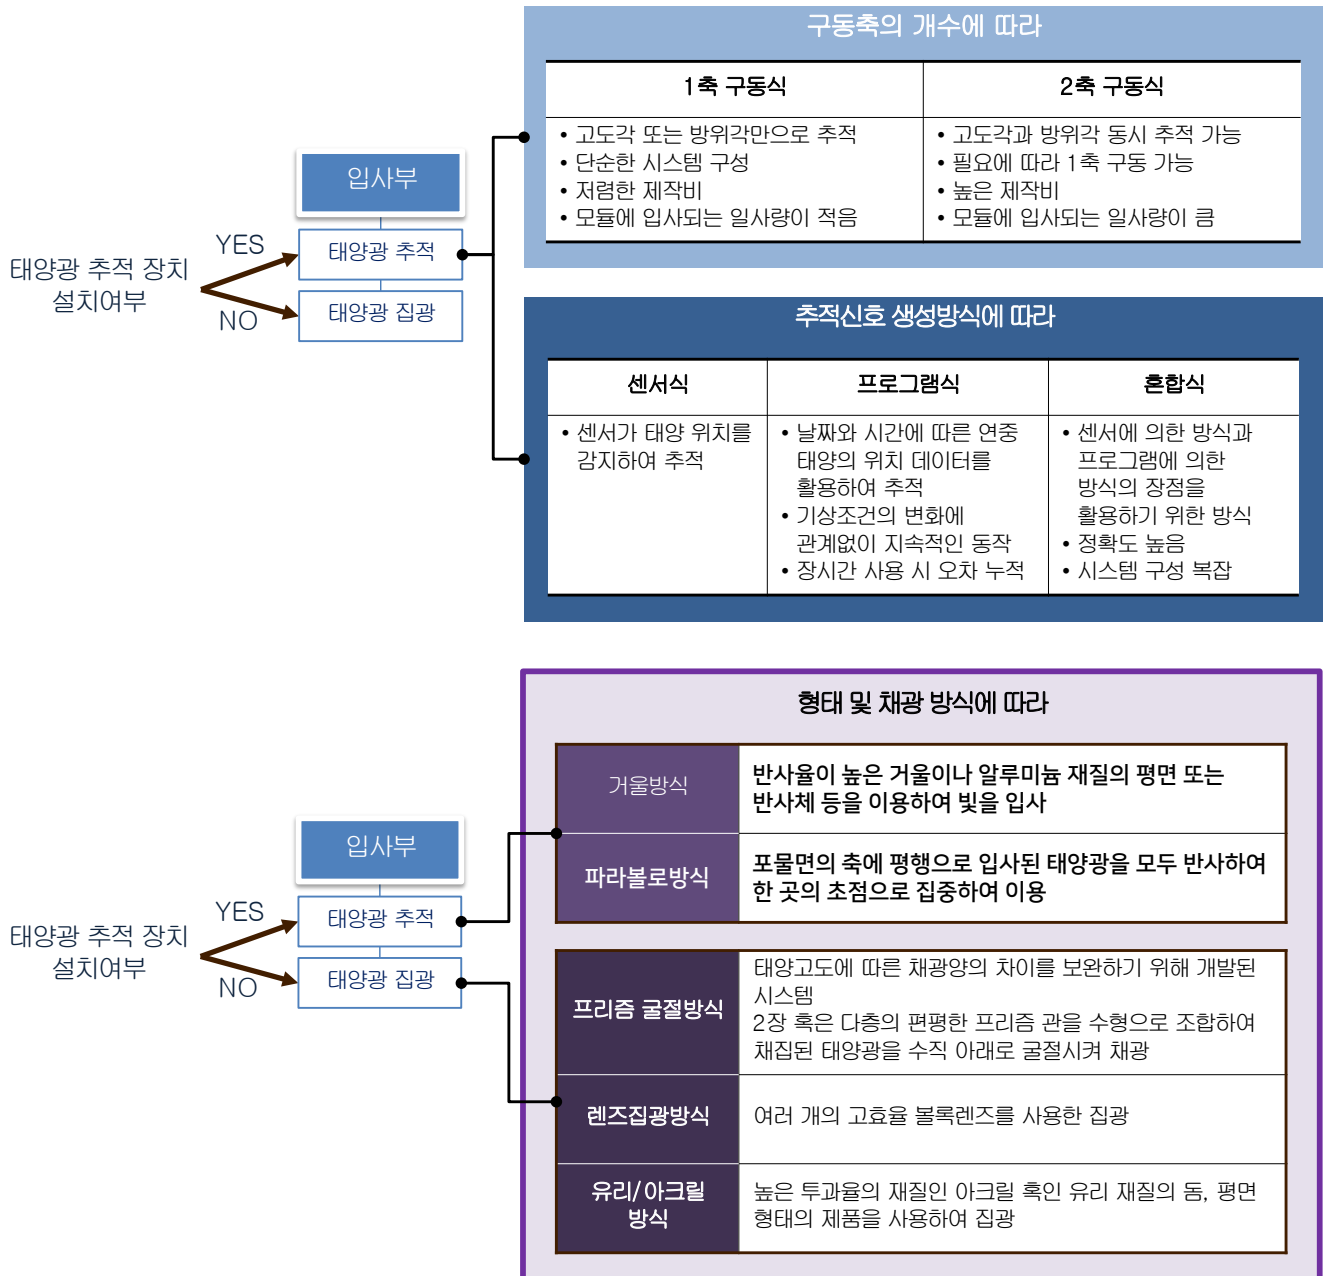 구동축의 개수에 따라
1축 구동식
2축 구동식
• 고도각 또는 방위각만으로 추적
• 단순한 시스템 구성
• 저렴한 제작비
• 모듈에 입사되는 일사량이 적음
• 고도각과 방위각 동시 추적 가능
• 필요에 따라 1축 구동 가능
• 높은 제작비
• 모듈에 입사되는 일사량이 큼
입사부
태양광 추적
태양광 집광
YES
NO
태양광 추적 장치
설치여부
추적신호 생성방식에 따라
센서식
프로그램식
혼합식
• 센서가 태양 위치를
감지하여 추적
• 날짜와 시간에 따른 연중
태양의 위치 데이터를
활용하여 추적
• 기상조건의 변화에
관계없이 지속적인 동작
• 장시간 사용 시 오차 누적
• 센서에 의한 방식과
프로그램에 의한
방식의 장점을
활용하기 위한 방식
• 정확도 높음
• 시스템 구성 복잡
형태 및 채광 방식에 따라
거울방식
반사율이 높은 거울이나 알루미늄 재질의 평면 또는
반사체 등을 이용하여 빛을 입사
파라볼로방식
포물면의 축에 평행으로 입사된 태양광을 모두 반사하여
한 곳의 초점으로 집중하여 이용
입사부
태양광 추적
태양광 집광
YES
NO
태양광 추적 장치
설치여부
프리즘 굴절방식
태양고도에 따른 채광양의 차이를 보완하기 위해 개발된
시스템
2장 혹은 다층의 편평한 프리즘 관을 수형으로 조합하여
채집된 태양광을 수직 아래로 굴절시켜 채광
렌즈집광방식
여러 개의 고효율 볼록렌즈를 사용한 집광
유리/아크릴
방식
높은 투과율의 재질인 아크릴 혹인 유리 재질의 돔, 평면
형태의 제품을 사용하여 집광